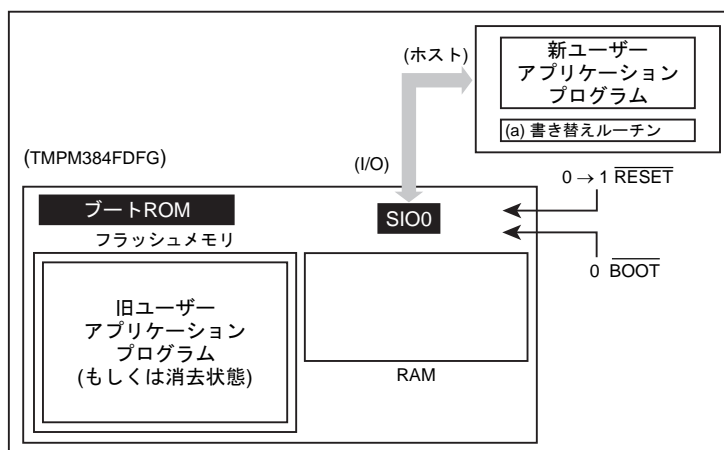 (ホスト)
新ユーザー
アプリケーション
プログラム
(a) 書き替えルーチン
(TMPM384FDFG)
(I/O)
0 → 1 RESET
ブートROM
SIO0
フラッシュメモリ
0 BOOT
旧ユーザー
アプリケーション
プログラム
(もしくは消去状態)
RAM